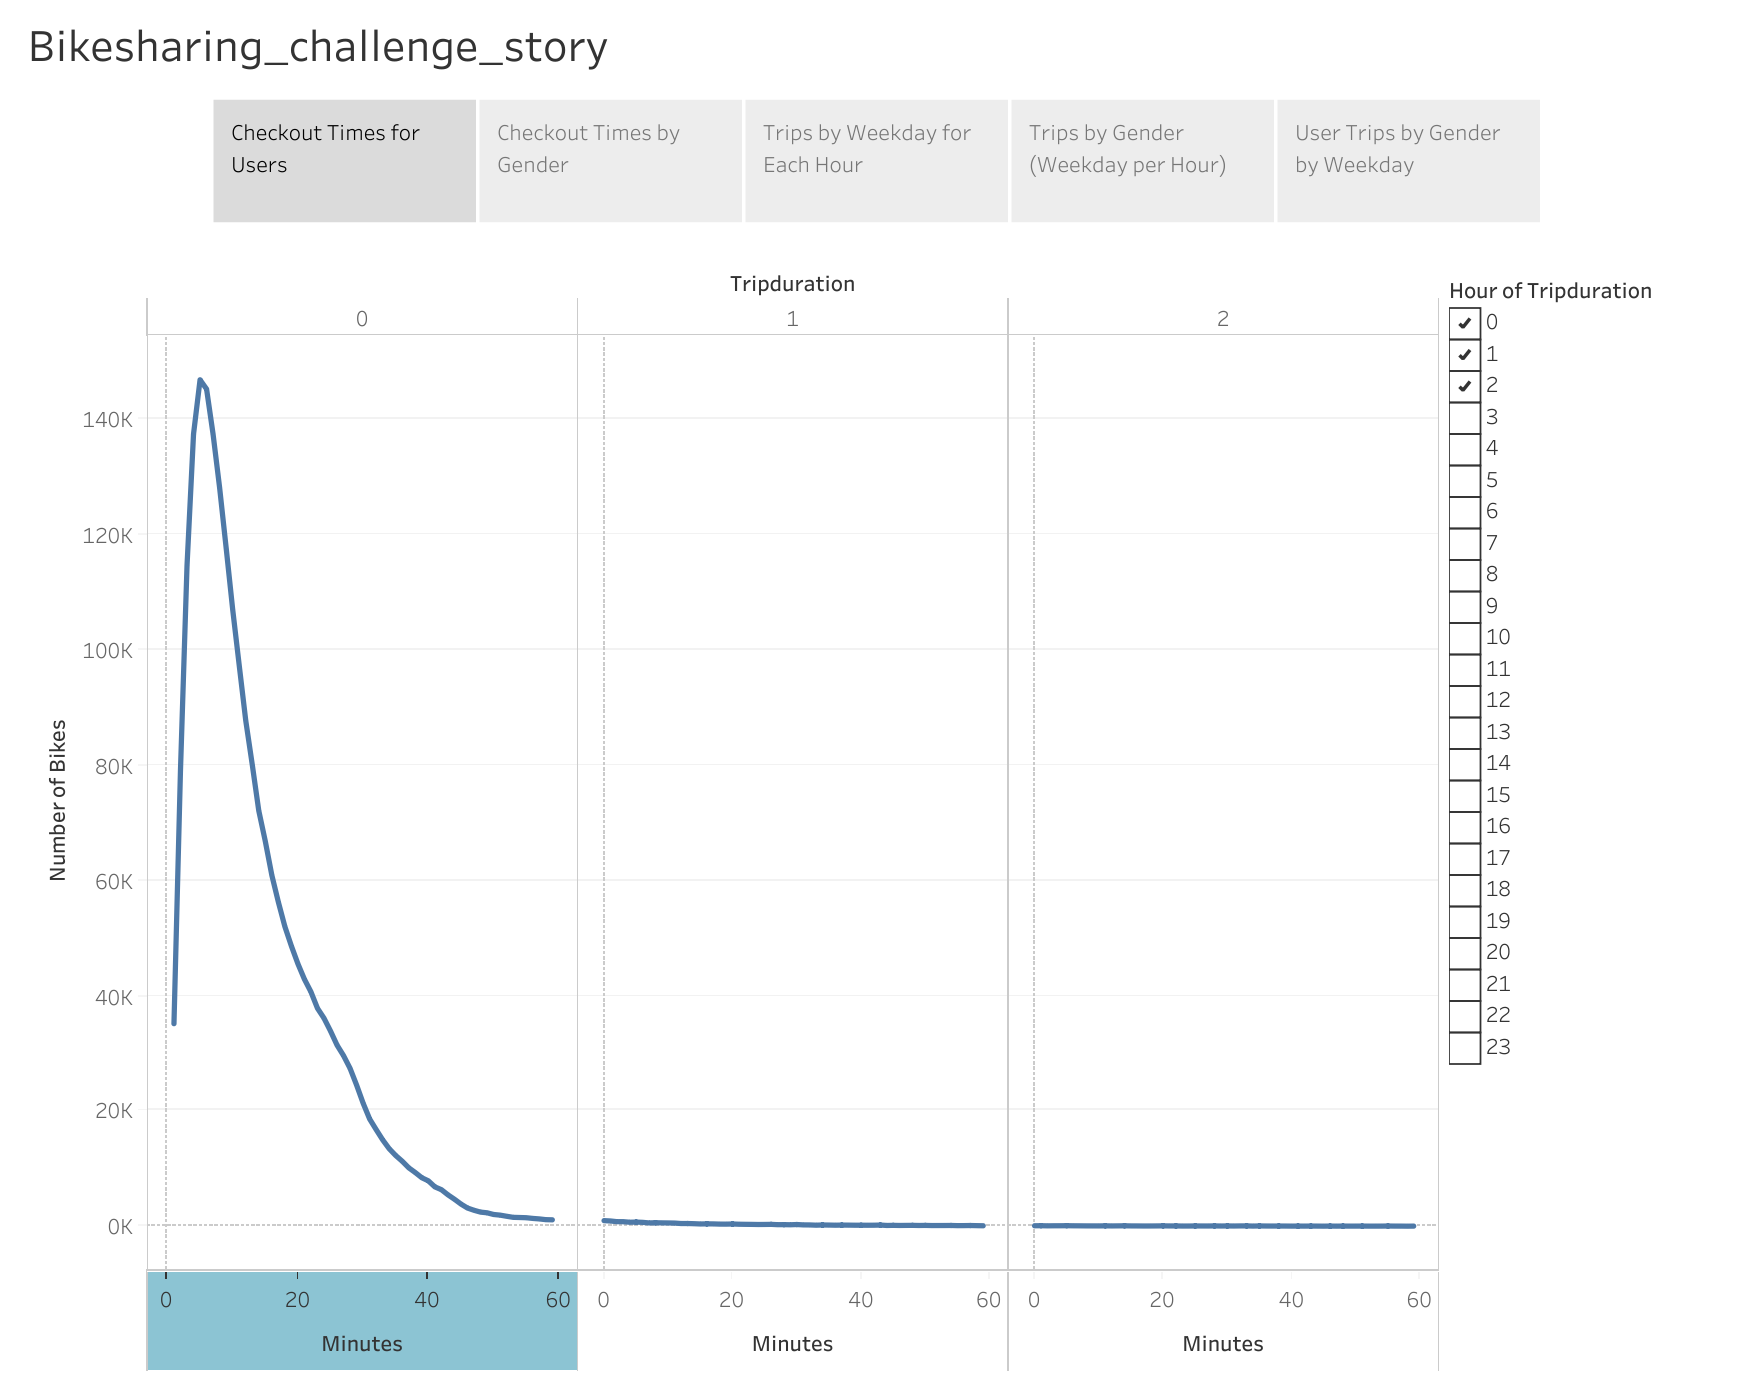 Bikesharing_challenge_story
Checkout Times for
Users
Checkout Times by
Gender
Trips by Weekday for
Each Hour
Trips by Gender
(Weekday per Hour)
User Trips by Gender
by Weekday
Tripduration
0
1
2
Number of Bikes
140K
120K
100K
80K
60K
40K
20K
0K
0 20 40 60
Minutes
0 20 40 60
Minutes
0 20 40 60
Minutes
Hour of Tripduration
0
1
2
3
4
5
6
7
8
9
10
11
12
13
14
15
16
17
18
19
20
21
22
23